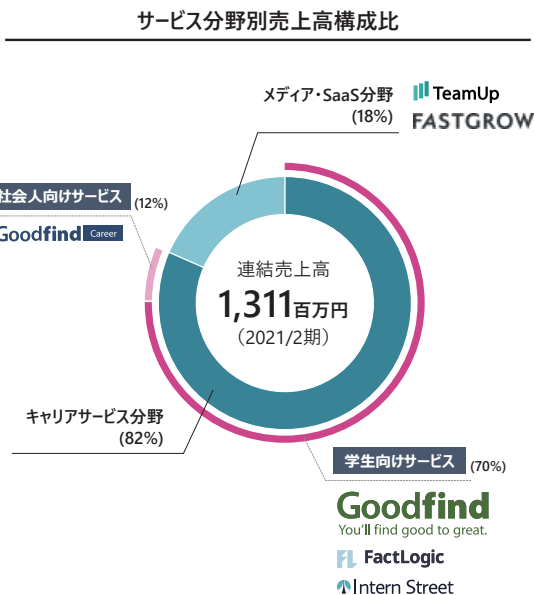 サービス分野別売上高構成比
メディア・SaaS分野
(18%)
TeamUp
FASTGROW
社会人向けサービス (12%)
Goodfind Career
連結売上高
1,311百万円
(2021/2期)
キャリアサービス分野
(82%)
学生向けサービス (70%)
Goodfind
You'll find good to great.
FL FactLogic
Intern Street